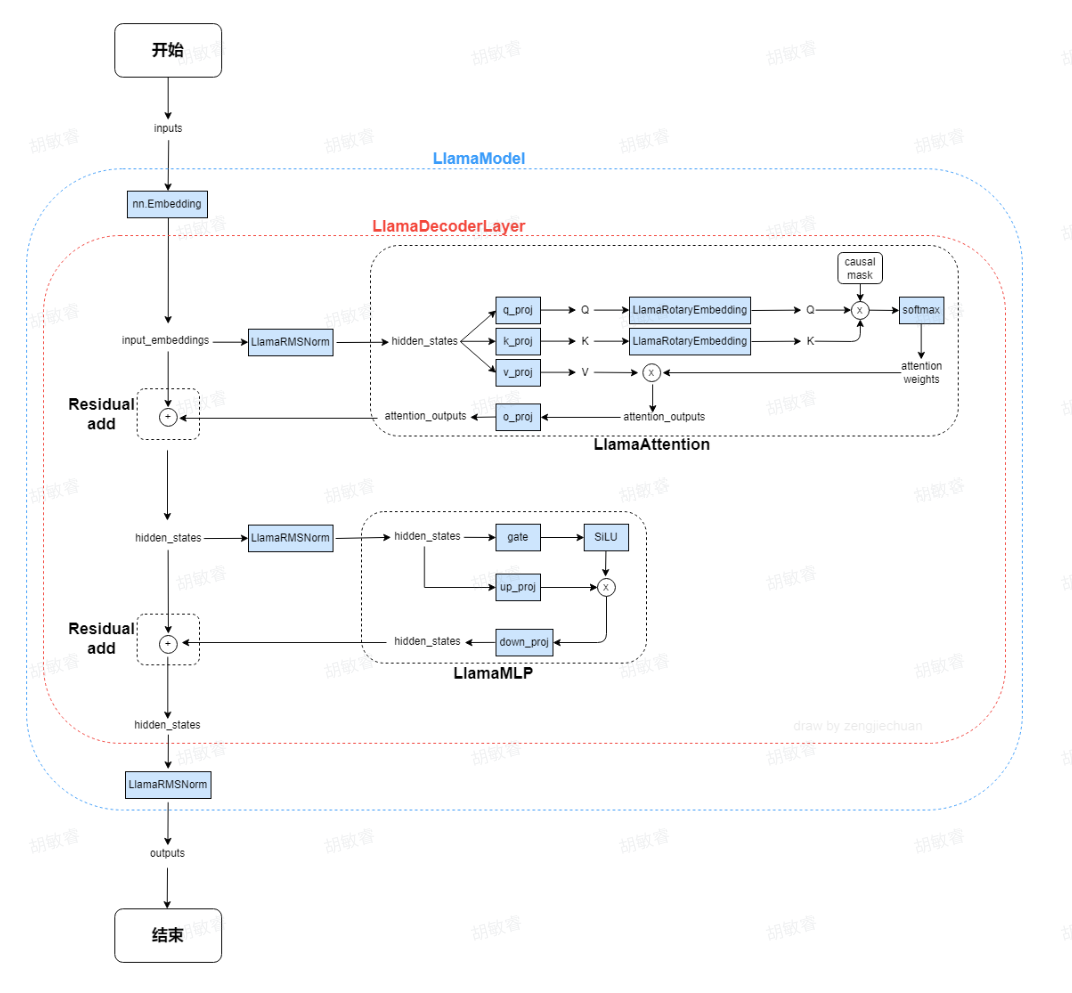 开始
inputs
LlamaModel
nn.Embedding
LlamaDecoderLayer
causal
mask
q_proj
Q
LlamaRotaryEmbedding
Q
x
softmax
input_embeddings
LlamaRMSNorm
hidden_states
k_proj
K
LlamaRotaryEmbedding
K
v_proj
V
x
attention
weights
Residual
add
+
attention_outputs
o_proj
attention_outputs
LlamaAttention
hidden_states
LlamaRMSNorm
hidden_states
gate
SiLU
up_proj
x
Residual
add
+
hidden_states
down_proj
LlamaMLP
hidden_states
draw by zengjiechuan
LlamaRMSNorm
outputs
结束
胡敏睿